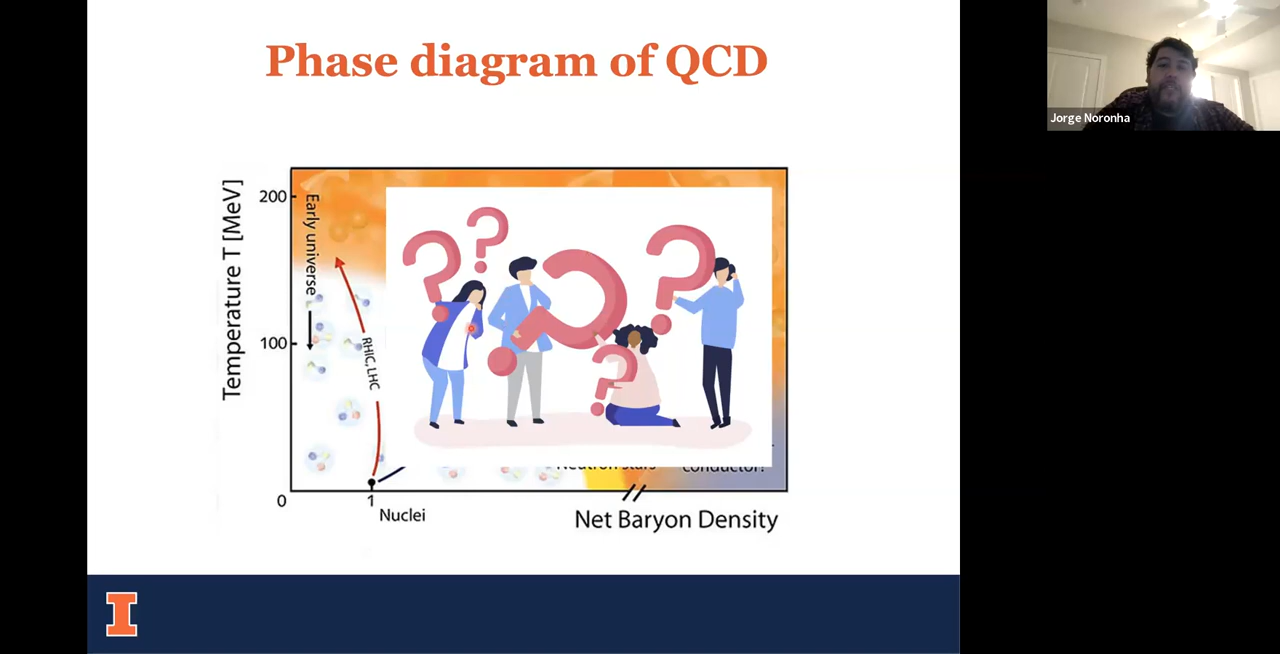 Phase diagram of QCD
Jorge Noronha
Temperature T [MeV]
200
100
0
Early universe
RHIC, LHC
Neutron stars
conductor?
1
Nuclei
Net Baryon Density
I